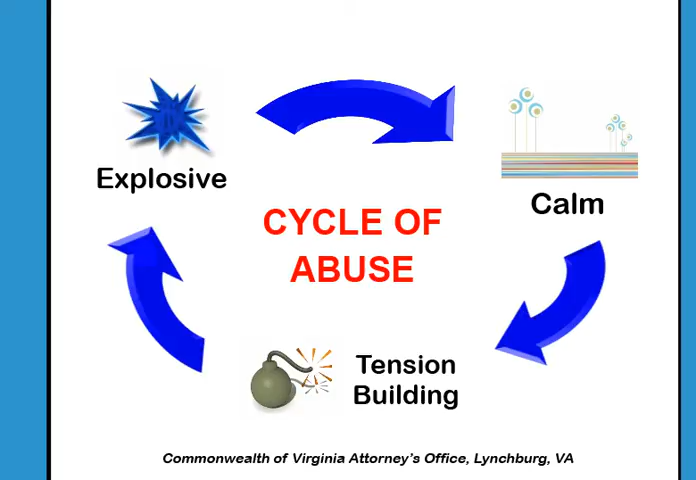 Explosive
Calm
CYCLE OF
ABUSE
Tension
Building
Commonwealth of Virginia Attorney's Office, Lynchburg, VA